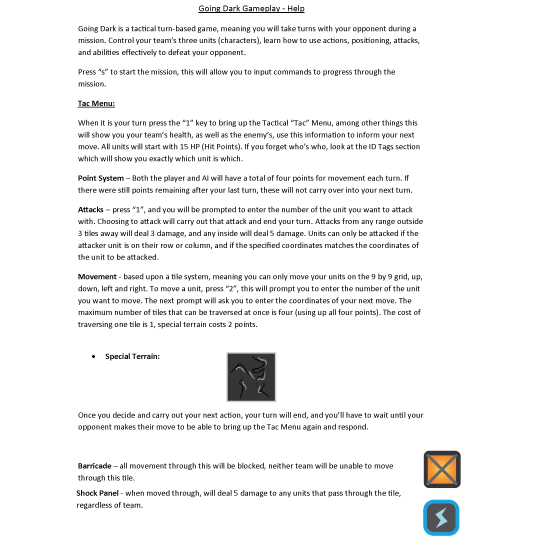 Going Dark Gameplay - Help
Going Dark is a tactical turn-based game, meaning you will take turns with your opponent during a
mission. Control your team's three units (characters), learn how to use actions, positioning, attacks,
and abilities effectively to defeat your opponent.
Press "s" to start the mission, this will allow you to input commands to progress through the
mission.
Tac Menu:
When it is your turn press the "1" key to bring up the Tactical "Tac" Menu, among other things this
will show you your team's health, as well as the enemy's, use this information to inform your next
move. All units will start with 15 HP (Hit Points). If you forget who's who, look at the ID Tags section
which will show you exactly which unit is which.
Point System – Both the player and AI will have a total of four points for movement each turn. If
there were still points remaining after your last turn, these will not carry over into your next turn.
Attacks – press "1", and you will be prompted to enter the number of the unit you want to attack
with. Choosing to attack will carry out that attack and end your turn. Attacks from any range outside
3 tiles away will deal 3 damage, and any inside will deal 5 damage. Units can only be attacked if the
attacker unit is on their row or column, and if the specified coordinates matches the coordinates of
the unit to be attacked.
Movement - based upon a tile system, meaning you can only move your units on the 9 by 9 grid, up,
down, left and right. To move a unit, press "2", this will prompt you to enter the number of the unit
you want to move. The next prompt will ask you to enter the coordinates of your next move. The
maximum number of tiles that can be traversed at once is four (using up all four points). The cost of
traversing one tile is 1, special terrain costs 2 points.
• Special Terrain:
Once you decide and carry out your next action, your turn will end, and you'll have to wait until your
opponent makes their move to be able to bring up the Tac Menu again and respond.
Barricade – all movement through this will be blocked, neither team will be unable to move
through this tile.
Shock Panel - when moved through, will deal 5 damage to any units that pass through the tile,
regardless of team.